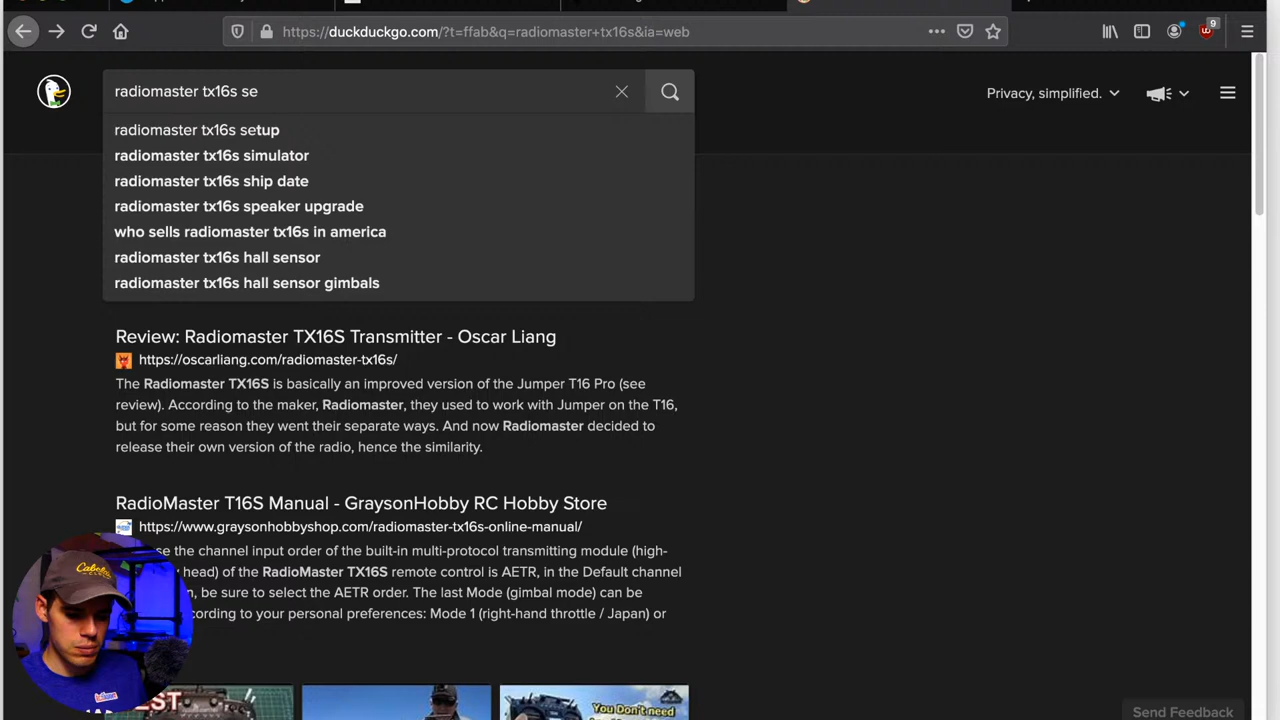 https://duckduckgo.com/?t=ffab&q=radiomaster+tx16s&ia=web
9
radiomaster tx16s se
Privacy, simplified.
radiomaster tx16s setup
radiomaster tx16s simulator
radiomaster tx16s ship date
radiomaster tx16s speaker upgrade
who sells radiomaster tx16s in america
radiomaster tx16s hall sensor
radiomaster tx16s hall sensor gimbals
Review: Radiomaster TX16S Transmitter - Oscar Liang
https://oscarliang.com/radiomaster-tx16s/
The Radiomaster TX16S is basically an improved version of the Jumper T16 Pro (see
review). According to the maker, Radiomaster, they used to work with Jumper on the T16,
but for some reason they went their separate ways. And now Radiomaster decided to
release their own version of the radio, hence the similarity.
RadioMaster T16S Manual - GraysonHobby RC Hobby Store
https://www.graysonhobbyshop.com/radiomaster-tx16s-online-manual/
se the channel input order of the built-in multi-protocol transmitting module (high-
head) of the RadioMaster TX16S remote control is AETR, in the Default channel
be sure to select the AETR order. The last Mode (gimbal mode) can be
cording to your personal preferences: Mode 1 (right-hand throttle / Japan) or
Cabela's
EST
You Don't need
Send Feedback